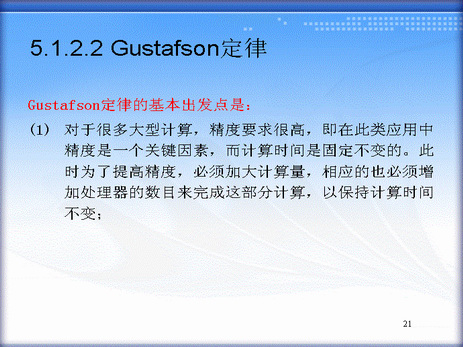 5.1.2.2 Gustafson定律
Gustafson定律的基本出发点是:
(1) 对于很多大型计算，精度要求很高，即在此类应用中
精度是一个关键因素，而计算时间是固定不变的。此
时为了提高精度，必须加大计算量，相应的也必须增
加处理器的数目来完成这部分计算，以保持计算时间
不变；
21